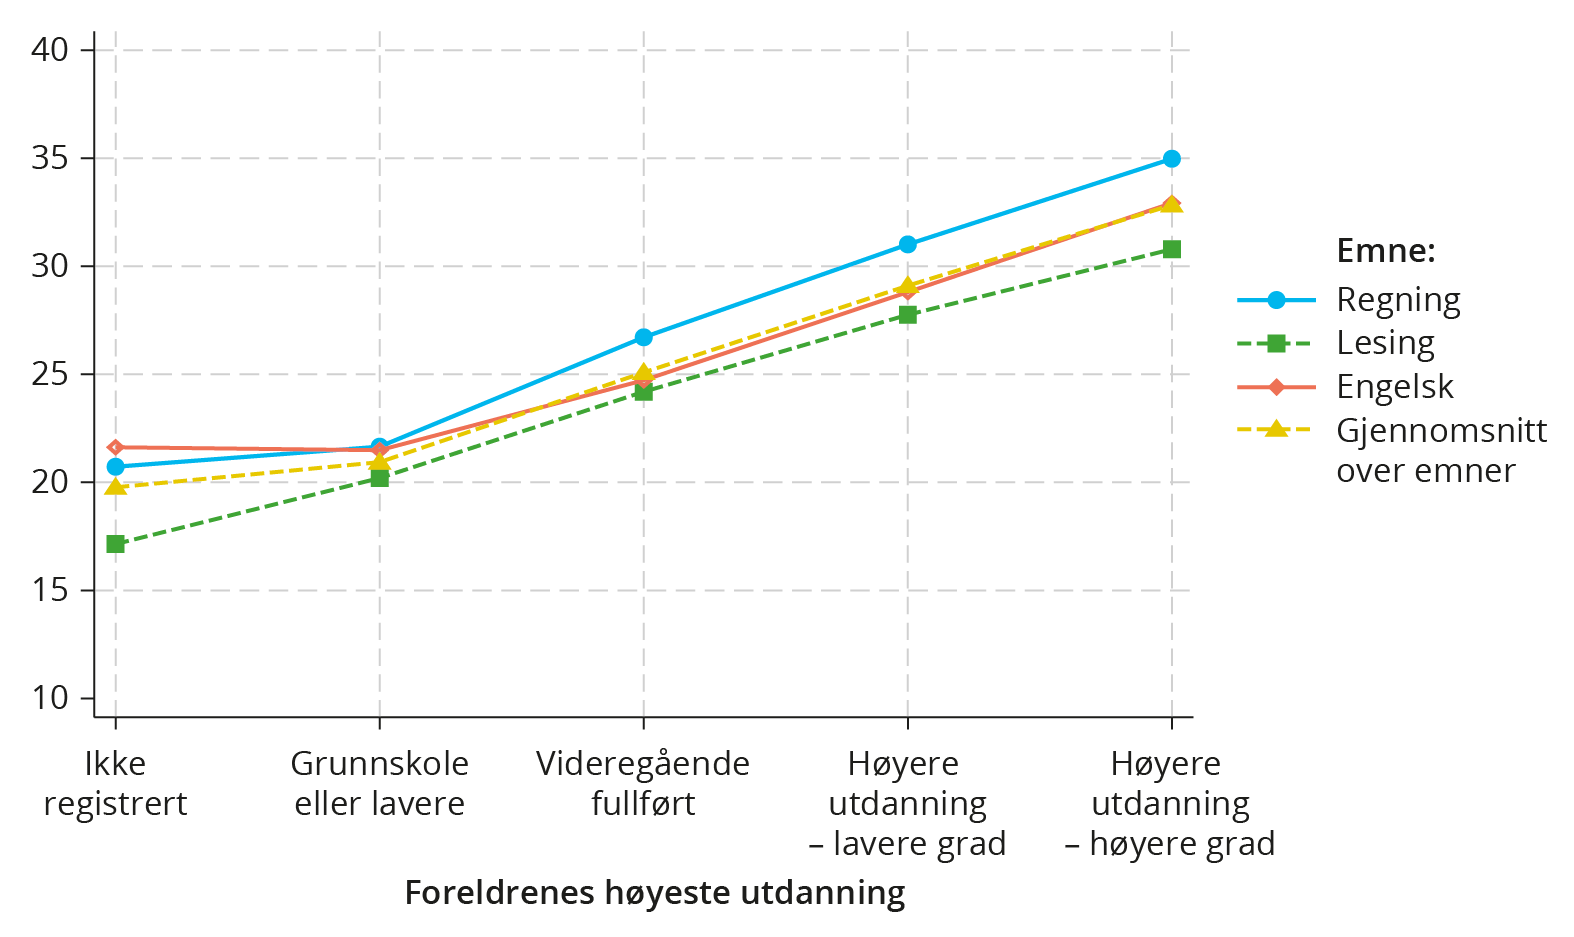 40
35
30
25
20
15
10
Ikke
registrert
Grunnskole
eller lavere
Videregående
fullført
Høyere
utdanning
– lavere grad
Høyere
utdanning
– høyere grad
Foreldrenes høyeste utdanning
Emne:
Regning
Lesing
Engelsk
Gjennomsnitt
over emner